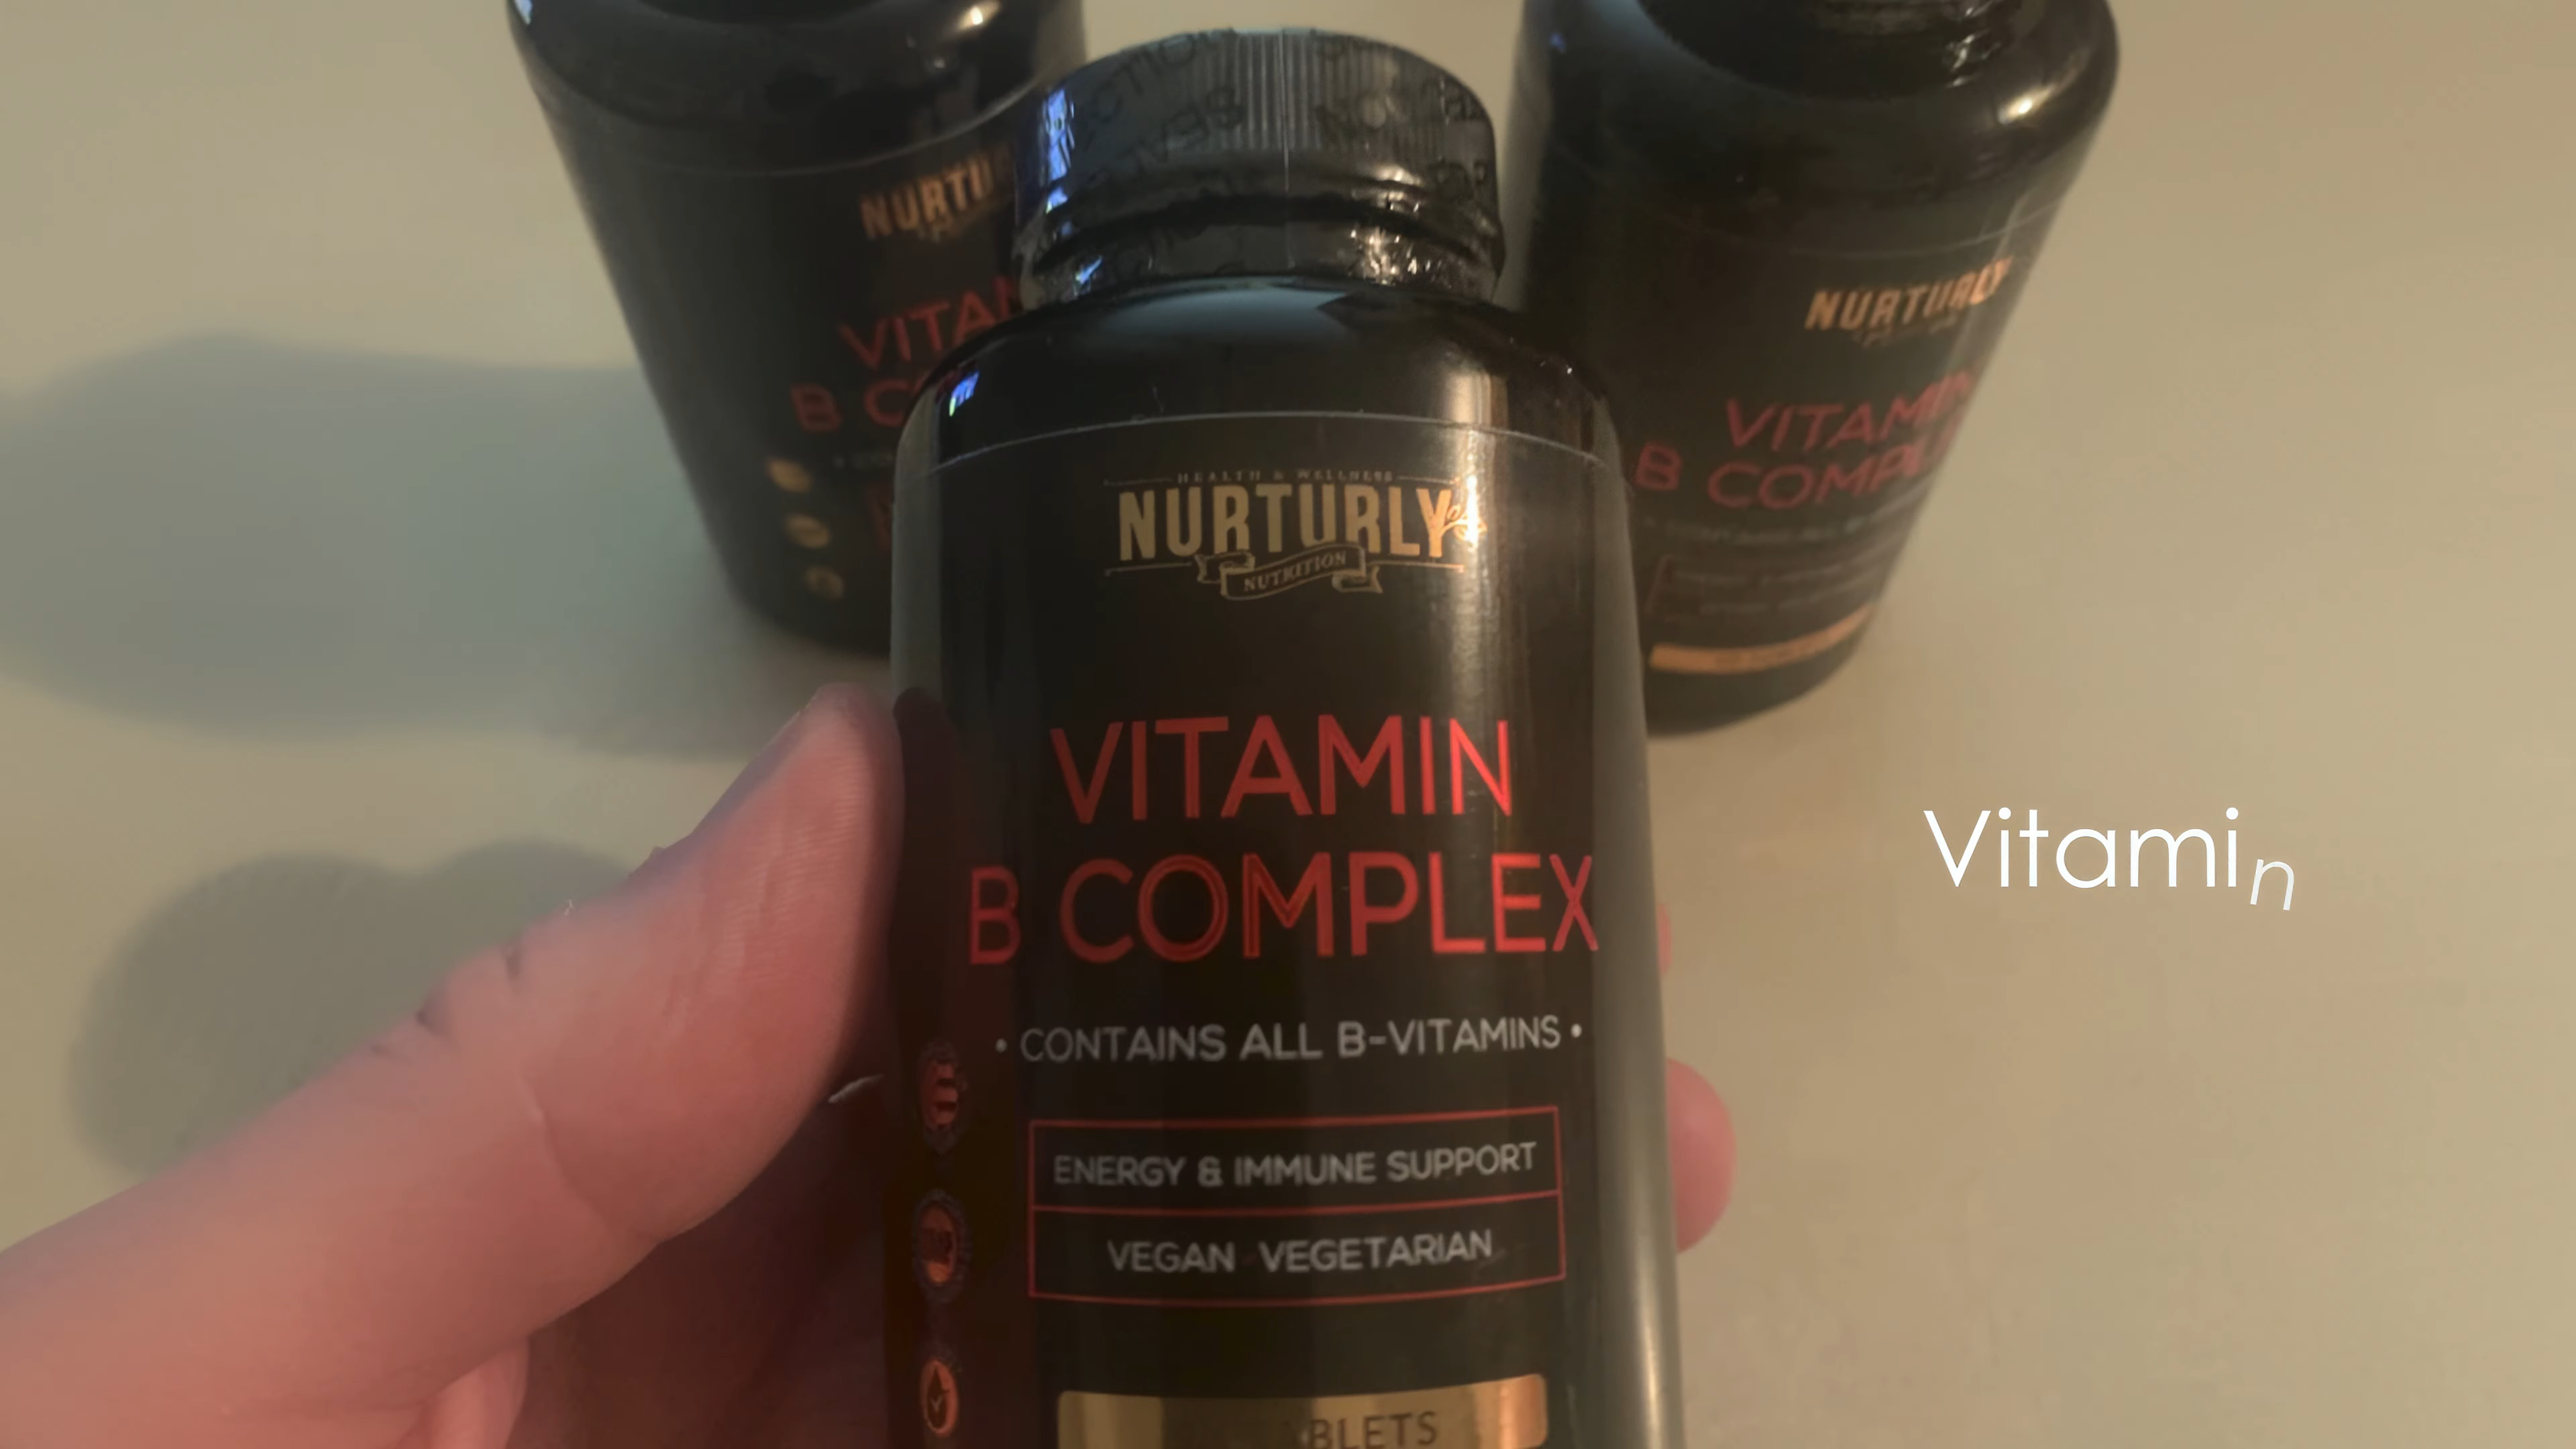 HEALTH & WELLNESS
NURTURLY
NUTRITION
VITAMIN
B COMPLEX
• CONTAINS ALL B-VITAMINS •
ENERGY & IMMUNE SUPPORT
VEGAN VEGETARIAN
NURTURLY
VITAMIN
B
NURTURLY
VITAMIN
B COMPLEX
Vitamin